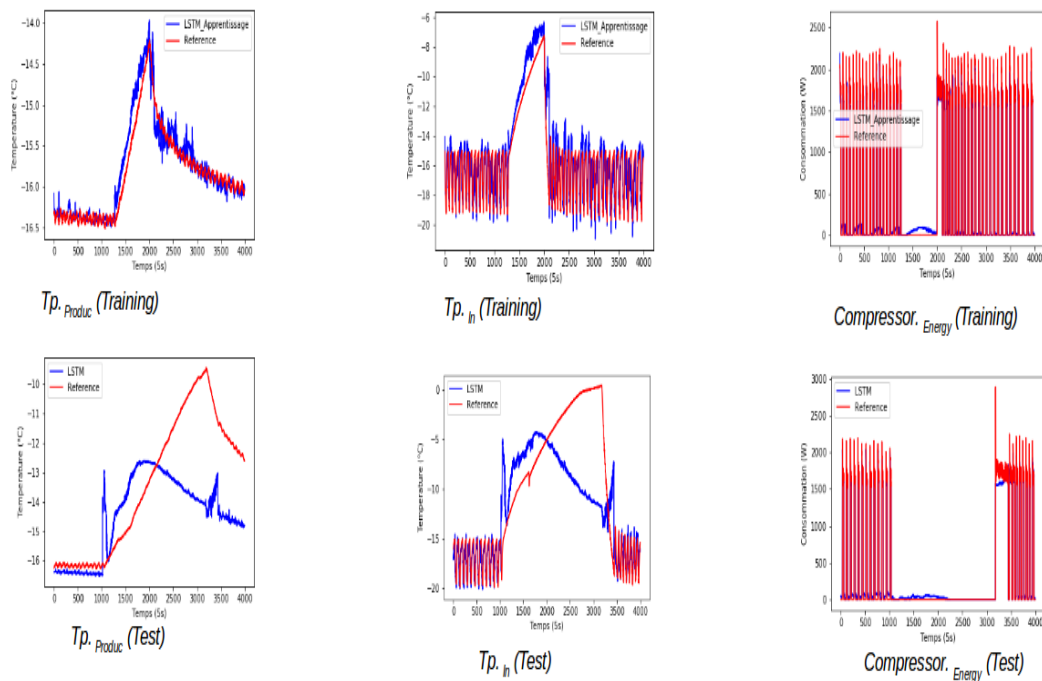 LSTM_Apprentissage
Reference
Temperature (°C)
-14.0
-14.5
-15.0
-15.5
-16.0
-16.5
0 500 1000 1500 2000 2500 3000 3500 4000
Temps (5s)
Tp. Produc (Training)
LSTM_Apprentissage
Reference
Temperature (°C)
-6
-8
-10
-12
-14
-16
-18
-20
0 500 1000 1500 2000 2500 3000 3500 4000
Temps (5s)
Tp. In (Training)
LSTM_Apprentissage
Reference
Consommation (W)
2500
2000
1500
1000
500
0
0 500 1000 1500 2000 2500 3000 3500 4000
Temps (5s)
Compressor. Energy (Training)
LSTM
Reference
Temperature (°C)
-10
-11
-12
-13
-14
-15
-16
0 500 1000 1500 2000 2500 3000 3500 4000
Temps (5s)
Tp. Produc (Test)
LSTM
Reference
Temperature (°C)
0
-5
-10
-15
-20
0 500 1000 1500 2000 2500 3000 3500 4000
Temps (5s)
Tp. In (Test)
LSTM
Reference
Consommation (W)
3000
2500
2000
1500
1000
500
0
0 500 1000 1500 2000 2500 3000 3500 4000
Temps (5s)
Compressor. Energy (Test)